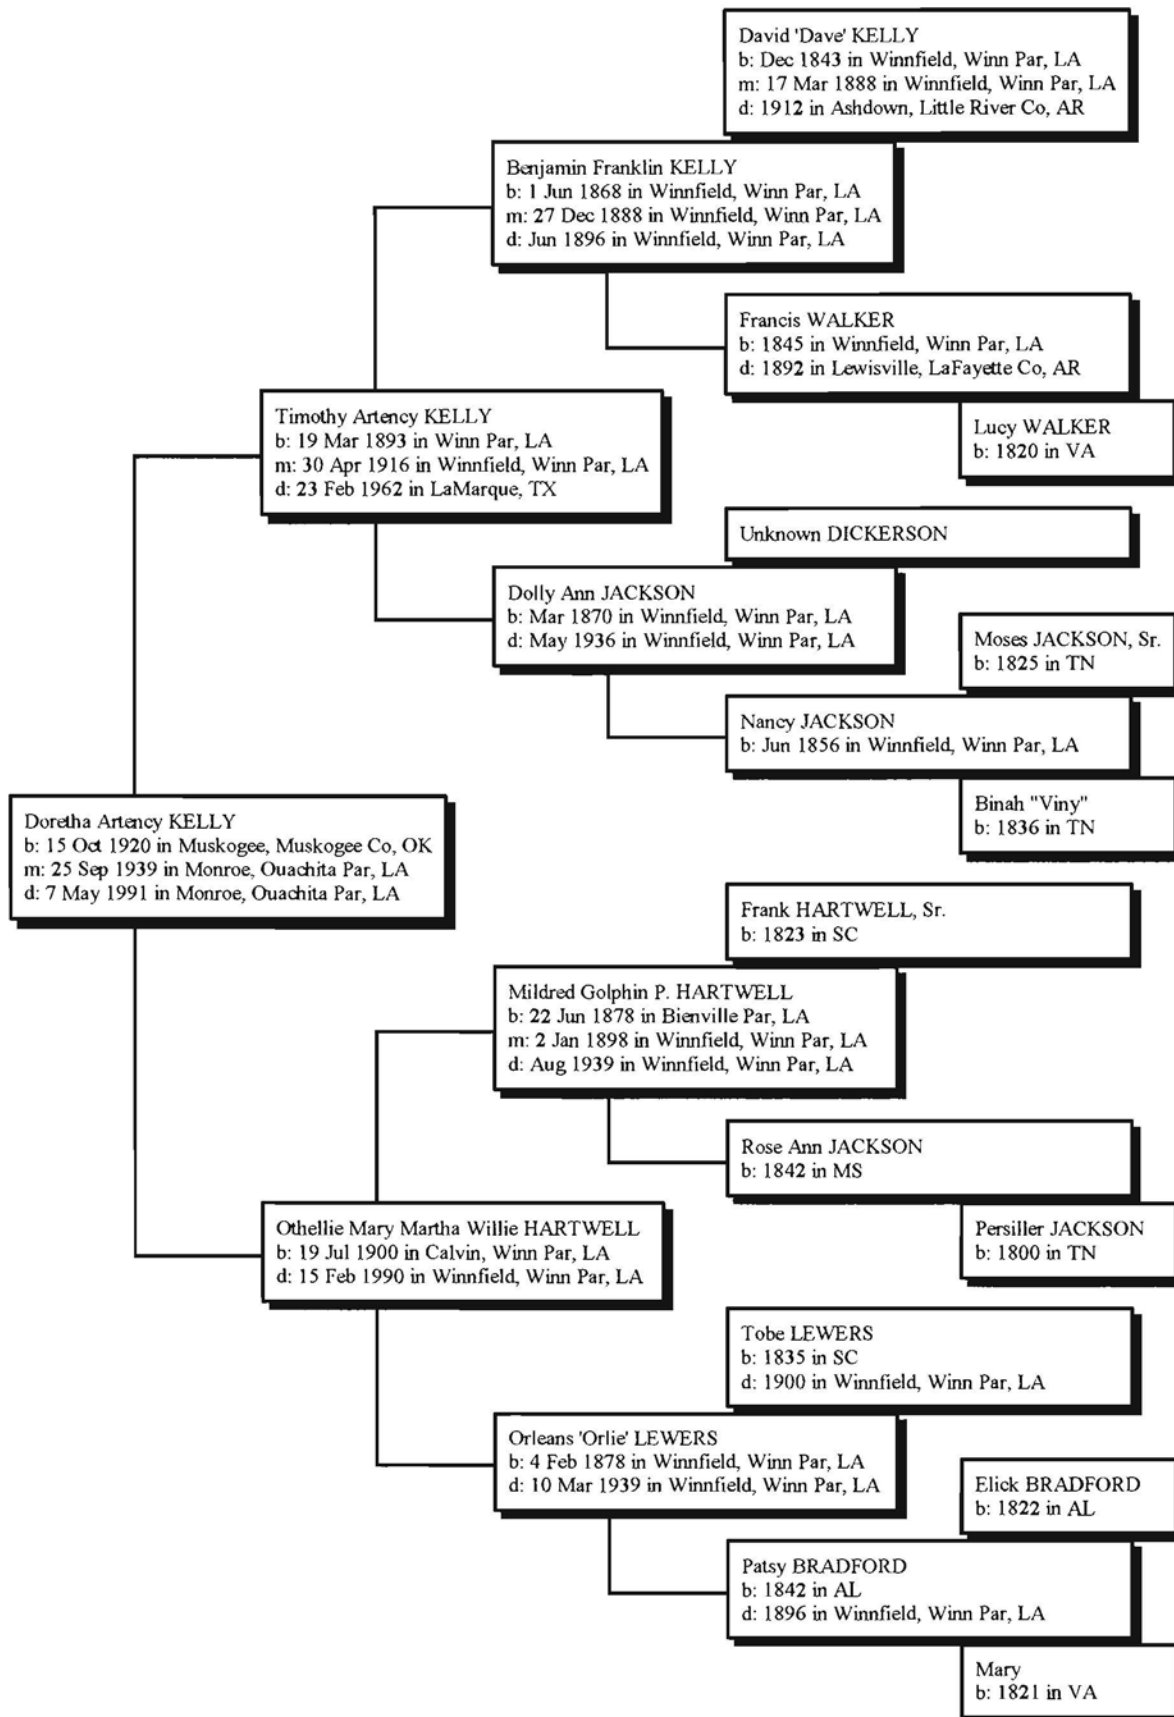 David 'Dave' KELLY
b: Dec 1843 in Winnfield, Winn Par, LA
m: 17 Mar 1888 in Winnfield, Winn Par, LA
d: 1912 in Ashdown, Little River Co, AR
Benjamin Franklin KELLY
b: 1 Jun 1868 in Winnfield, Winn Par, LA
m: 27 Dec 1888 in Winnfield, Winn Par, LA
d: Jun 1896 in Winnfield, Winn Par, LA
Francis WALKER
b: 1845 in Winnfield, Winn Par, LA
d: 1892 in Lewisville, LaFayette Co, AR
Timothy Artency KELLY
b: 19 Mar 1893 in Winn Par, LA
m: 30 Apr 1916 in Winnfield, Winn Par, LA
d: 23 Feb 1962 in LaMarque, TX
Lucy WALKER
b: 1820 in VA
Unknown DICKERSON
Dolly Ann JACKSON
b: Mar 1870 in Winnfield, Winn Par, LA
d: May 1936 in Winnfield, Winn Par, LA
Moses JACKSON, Sr.
b: 1825 in TN
Nancy JACKSON
b: Jun 1856 in Winnfield, Winn Par, LA
Binah "Viny"
b: 1836 in TN
Doretha Artency KELLY
b: 15 Oct 1920 in Muskogee, Muskogee Co, OK
m: 25 Sep 1939 in Monroe, Ouachita Par, LA
d: 7 May 1991 in Monroe, Ouachita Par, LA
Frank HARTWELL, Sr.
b: 1823 in SC
Mildred Golphin P. HARTWELL
b: 22 Jun 1878 in Bienville Par, LA
m: 2 Jan 1898 in Winnfield, Winn Par, LA
d: Aug 1939 in Winnfield, Winn Par, LA
Rose Ann JACKSON
b: 1842 in MS
Othellie Mary Martha Willie HARTWELL
b: 19 Jul 1900 in Calvin, Winn Par, LA
d: 15 Feb 1990 in Winnfield, Winn Par, LA
Persiller JACKSON
b: 1800 in TN
Tobe LEWERS
b: 1835 in SC
d: 1900 in Winnfield, Winn Par, LA
Orleans 'Orlie' LEWERS
b: 4 Feb 1878 in Winnfield, Winn Par, LA
d: 10 Mar 1939 in Winnfield, Winn Par, LA
Elick BRADFORD
b: 1822 in AL
Patsy BRADFORD
b: 1842 in AL
d: 1896 in Winnfield, Winn Par, LA
Mary
b: 1821 in VA